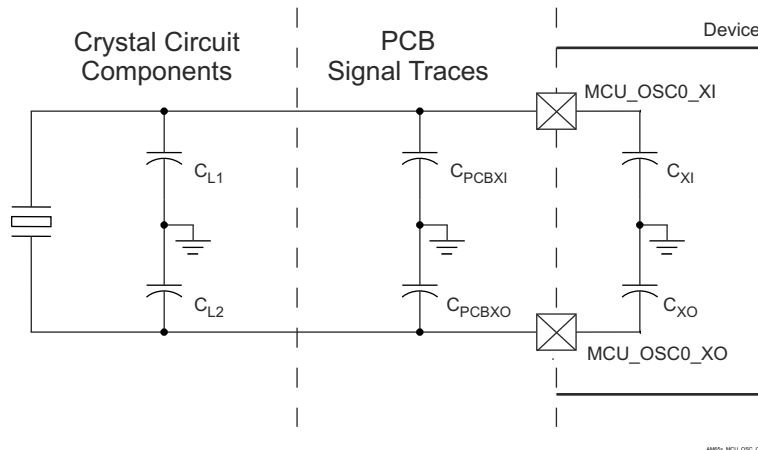 Crystal Circuit
Components
PCB
Signal Traces
Device
MCU_OSC0_XI
CL1
CPCBXI
CXI
CL2
CPCBXO
CXO
MCU_OSC0_XO